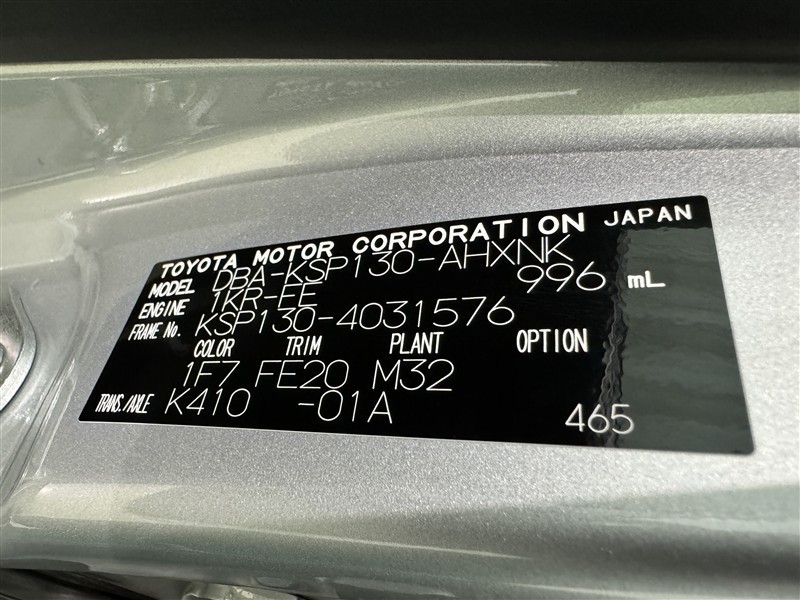 TOYOTA MOTOR CORPORATION JAPAN
MODEL DBA-KSP130-AHXNK
ENGINE 1KR-FE 996 mL
FRAME No. KSP130-4031576
COLOR TRIM PLANT OPTION
1F7 FE20 M32
TRANS./AXLE K410 -01A 465